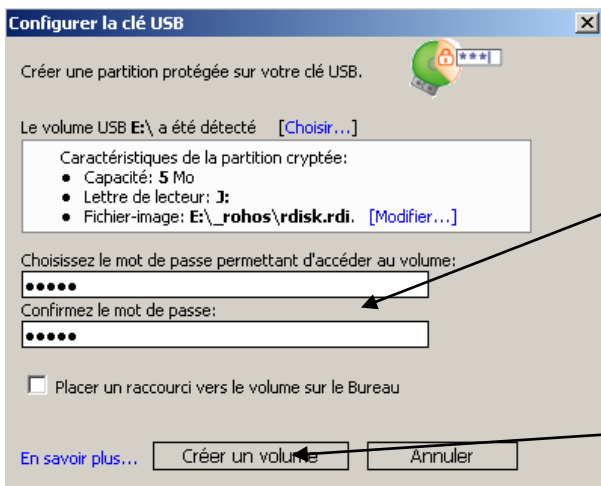 Configurer la clé USB
Créer une partition protégée sur votre clé USB.
***
Le volume USB E:\ a été détecté [Choisir...]
Caractéristiques de la partition cryptée:
• Capacité: 5 Mo
• Lettre de lecteur: J:
• Fichier-image: E:\_rohos\rdisk.rdi. [Modifier...]
Choisissez le mot de passe permettant d'accéder au volume:
•••••
Confirmez le mot de passe:
•••••
Placer un raccourci vers le volume sur le Bureau
En savoir plus... Créer un volume Annuler